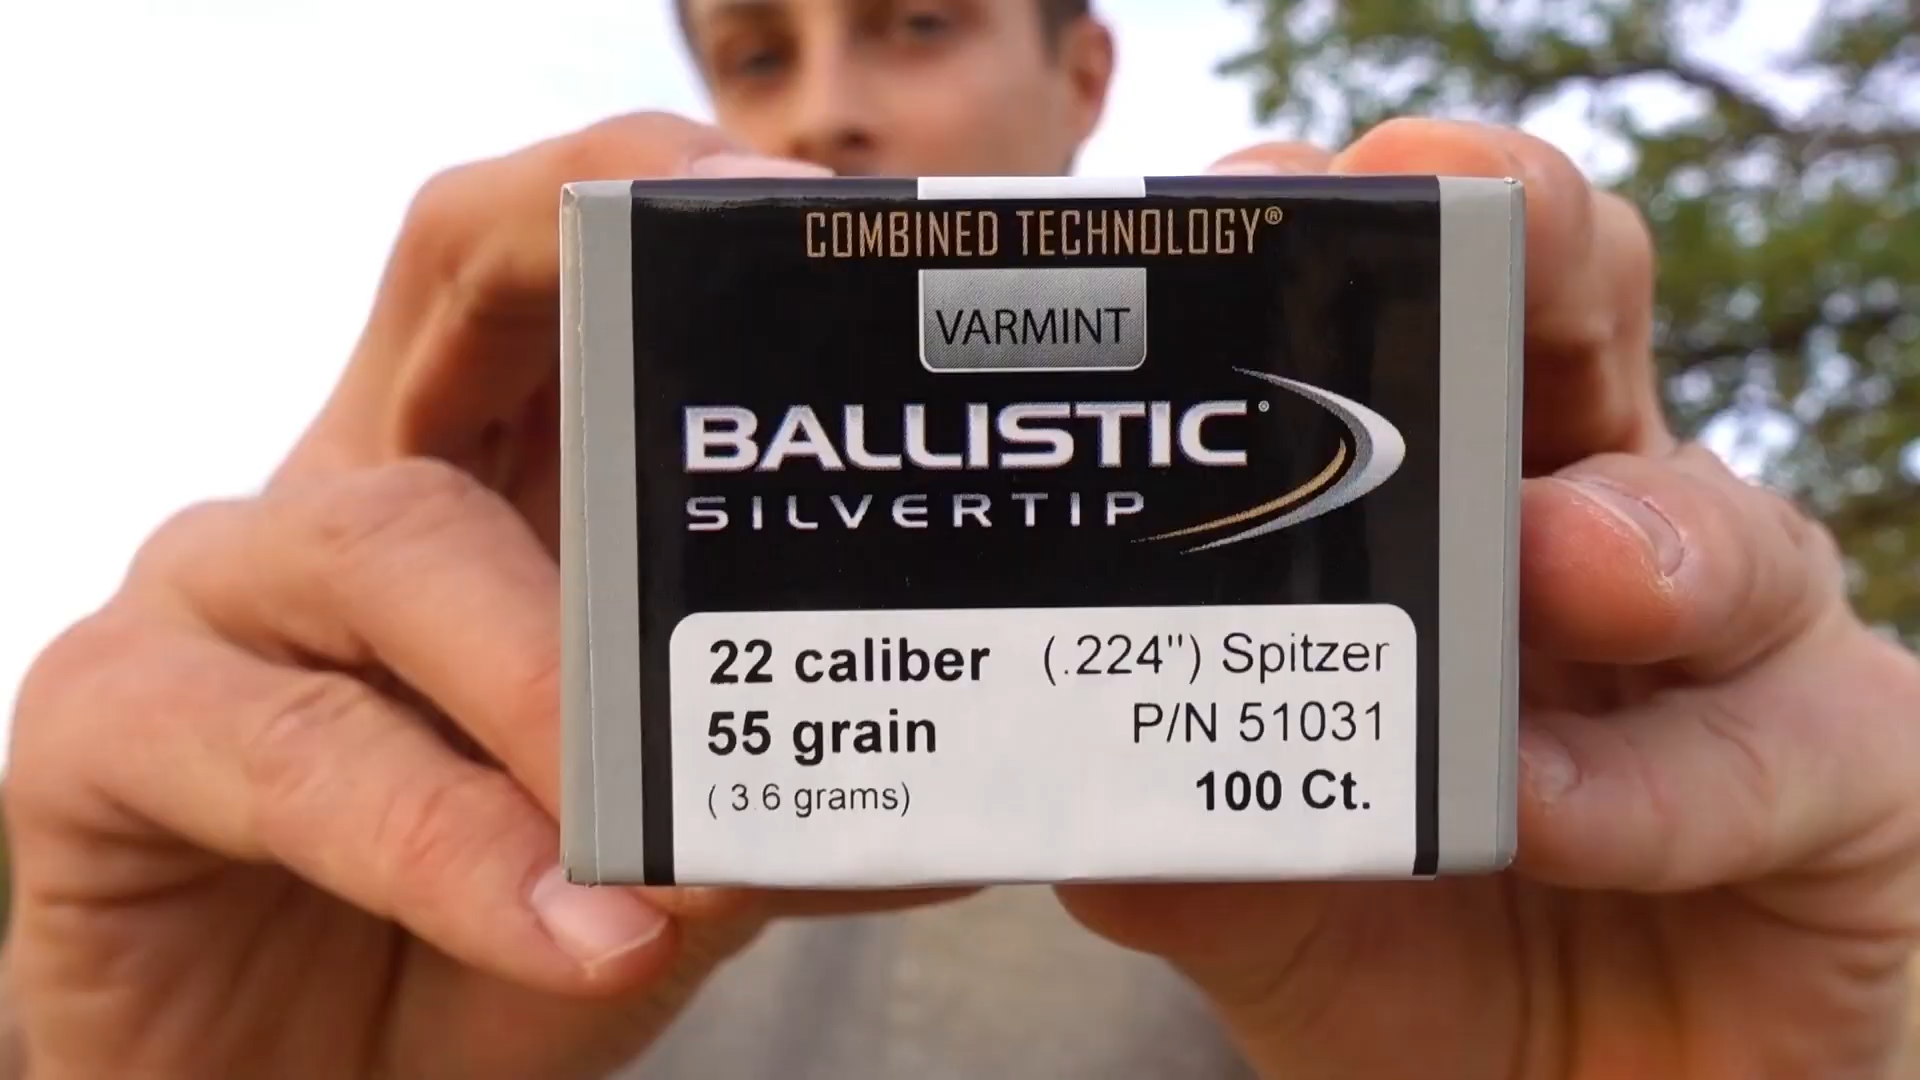 COMBINED TECHNOLOGY®
VARMINT
BALLISTIC®
SILVERTIP
22 caliber (.224") Spitzer
55 grain P/N 51031
(3.6 grams) 100 Ct.